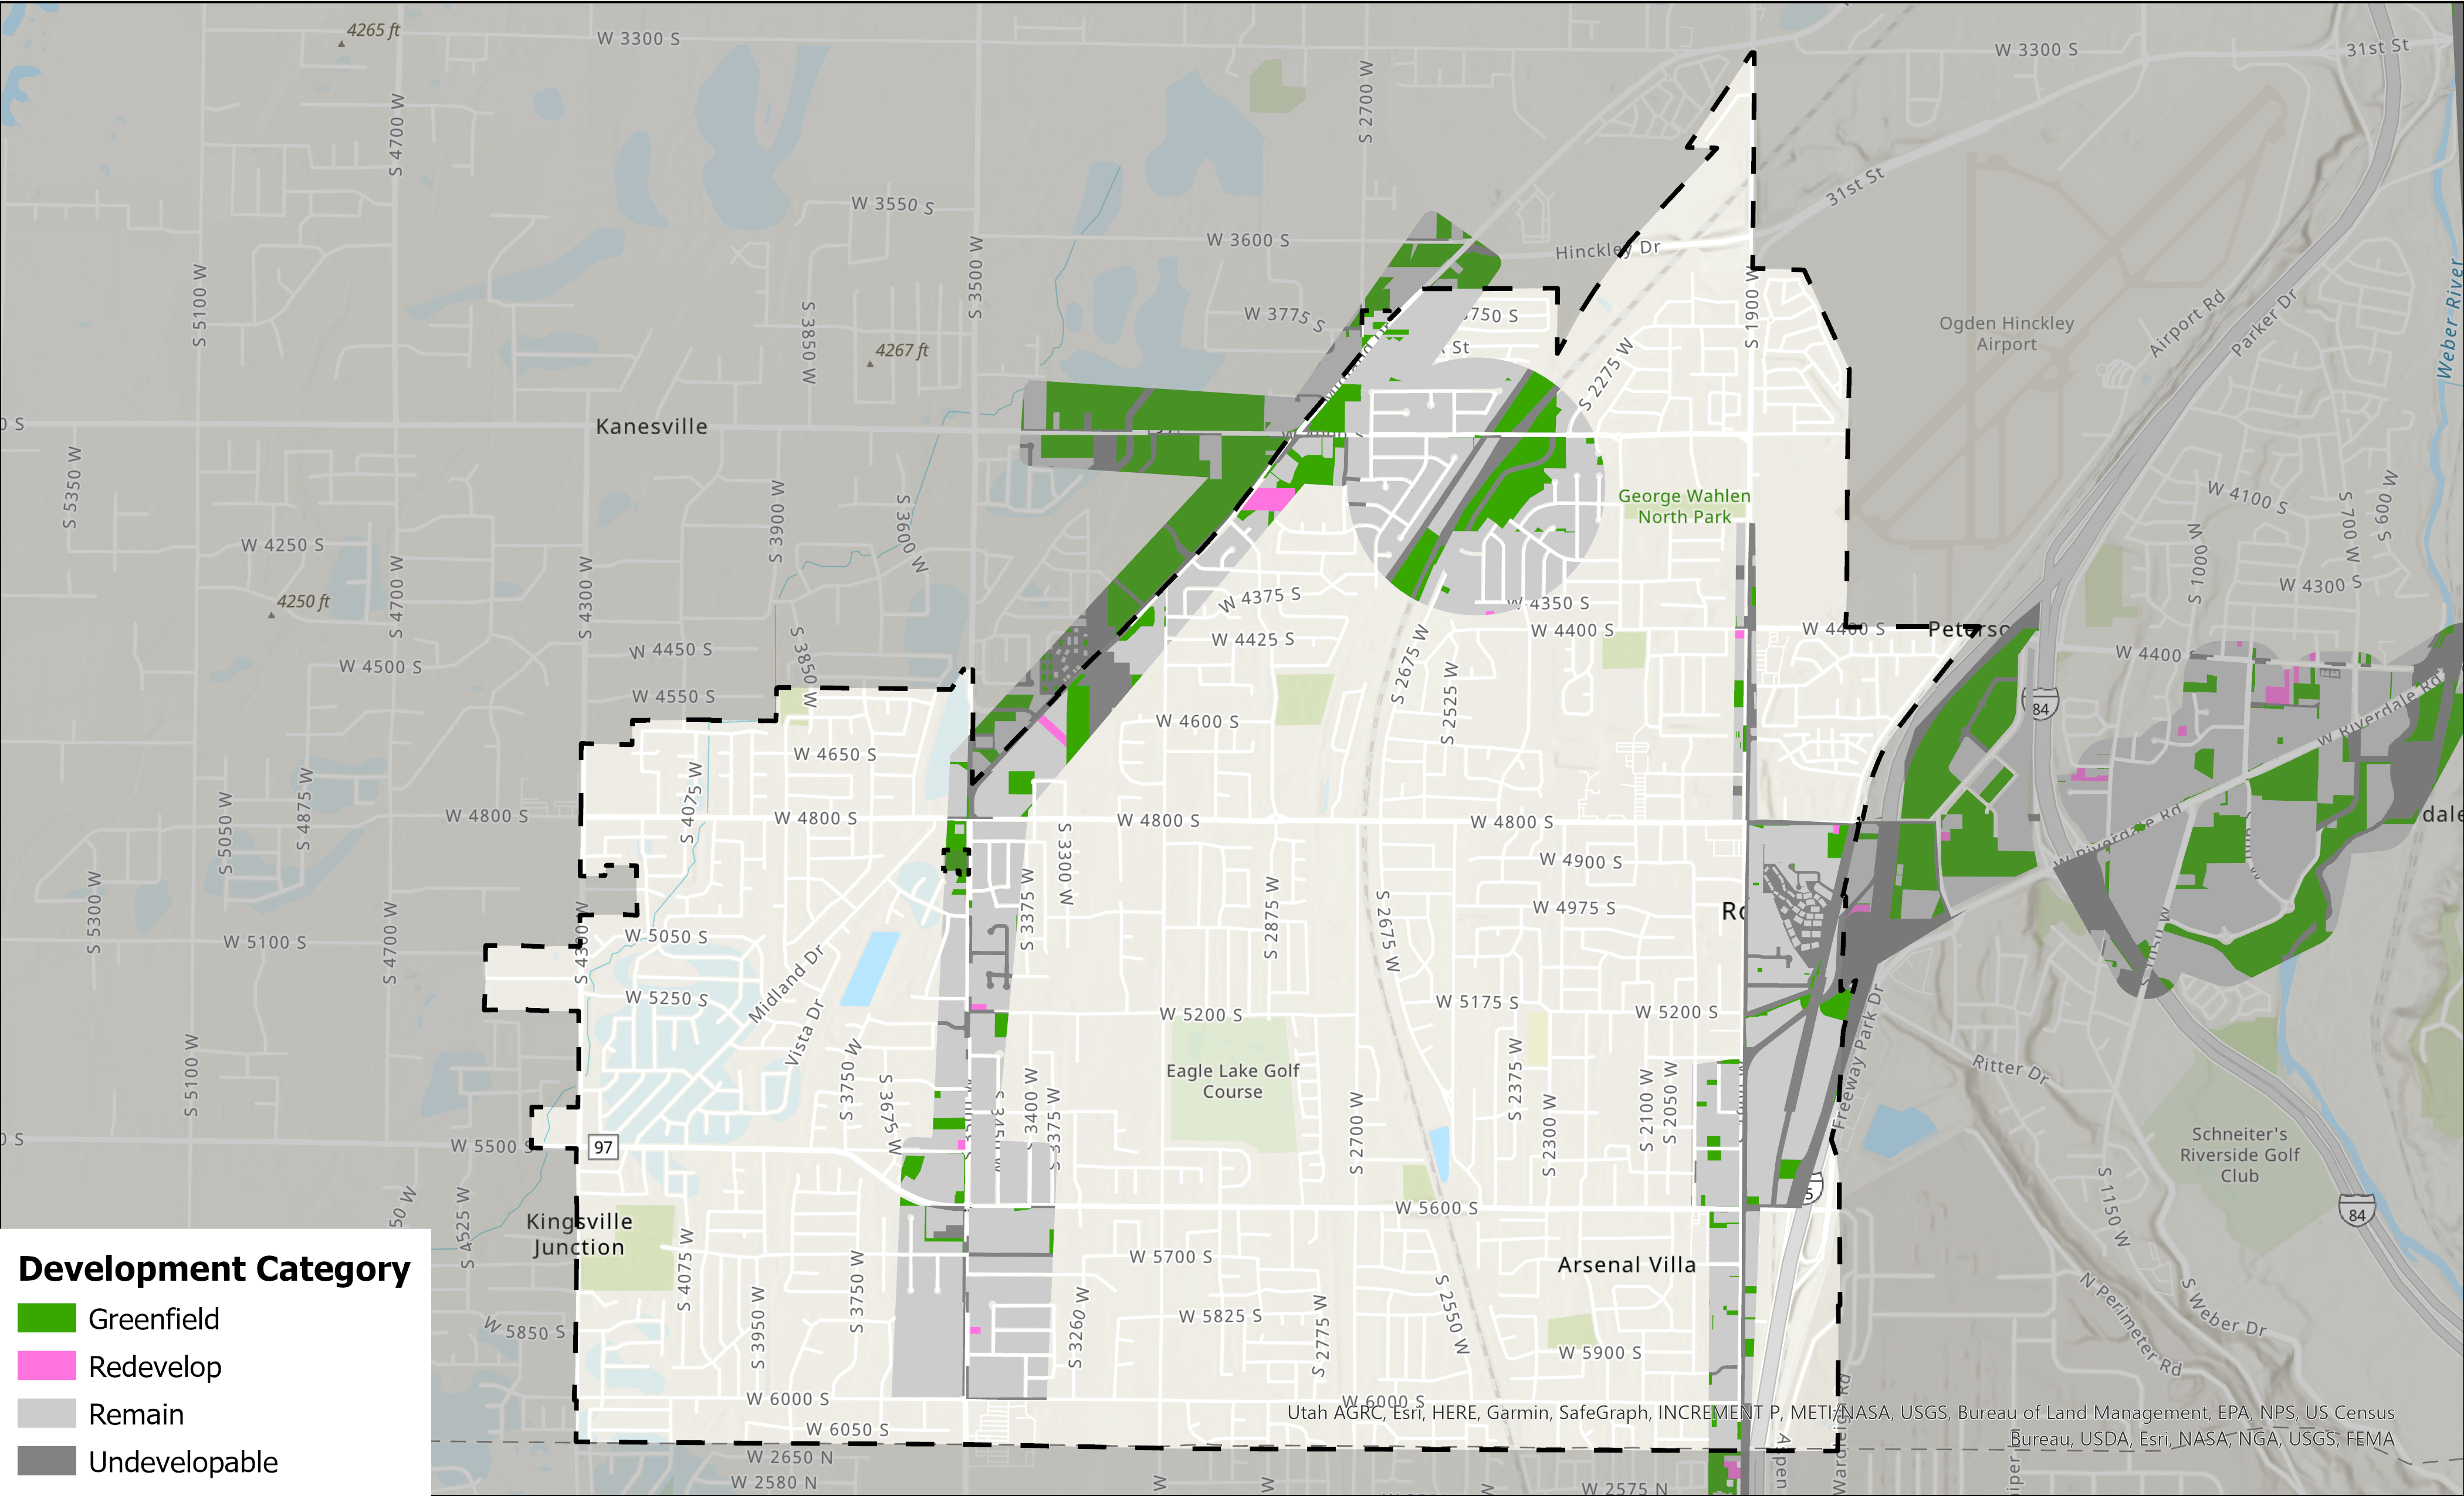 4265 ft
W 3300 S
W 3300 S
31st St
S 4700 W
S 2700 W
31st St
W 3550 S
W 3600 S
Hinckley Dr
S 3500 W
S 5100 W
S 3850 W
W 3775 S
3750 S
St
S 1900 W
Ogden Hinckley
Airport
Airport Rd
Parker Dr
Weber River
4267 ft
S 2275 W
0 S
Kanesville
S 5350 W
S 3900 W
S 3600 W
George Wahlen
North Park
W 4100 S
S 700 W
S 600 W
N 1000 W
W 4250 S
S 4700 W
S 4300 W
4250 ft
W 4375 S
W 4350 S
W 4300 S
W 4425 S
W 4400 S
W 4400 S
W 4400 S
W 4450 S
W 4500 S
S 3850 W
S 2675 W
S 2525 W
W 4550 S
84
W Riverdale Rd
W 4600 S
W 4650 S
S 4075 W
S 4875 W
S 5050 W
W 4800 S
W 4800 S
W 4800 S
W 4800 S
W Riverdale Rd
dale
S 3300 W
W 4900 S
S 5300 W
S 4700 W
S 3375 W
S 2875 W
S 2675 W
W 4975 S
W 5100 S
W 5050 S
S 4300 W
Midland Dr
W 5250 S
Vista Dr
W 5175 S
W 5200 S
W 5200 S
Freeway Park Dr
S 5100 W
S 3750 W
S 3675 W
Eagle Lake Golf
Course
S 3400 W
S 3375 W
S 2700 W
S 2375 W
S 2300 W
S 2100 W
S 2050 W
Ritter Dr
W 5500 S
97
Schneiter's
Riverside Golf
Club
S 1150 W
84
S 4525 W
W 5600 S
Kingsville
Junction
S 4075 W
S 3750 W
W 5700 S
Arsenal Villa
S 3950 W
S 3260 W
W 5825 S
S 2775 W
S 2550 W
W 5850 S
W 5900 S
N Perimeter Rd
S Weber Dr
W 6000 S
W 6000 S
W 6050 S
W 2650 N
W 2580 N
W 2575 N
Aspen
Wardleigh Rd
Development Category
Greenfield
Redevelop
Remain
Undevelopable
Utah AGRC, Esri, HERE, Garmin, SafeGraph, INCREMENT P, METI/NASA, USGS, Bureau of Land Management, EPA, NPS, US Census
Bureau, USDA, Esri, NASA, NGA, USGS, FEMA